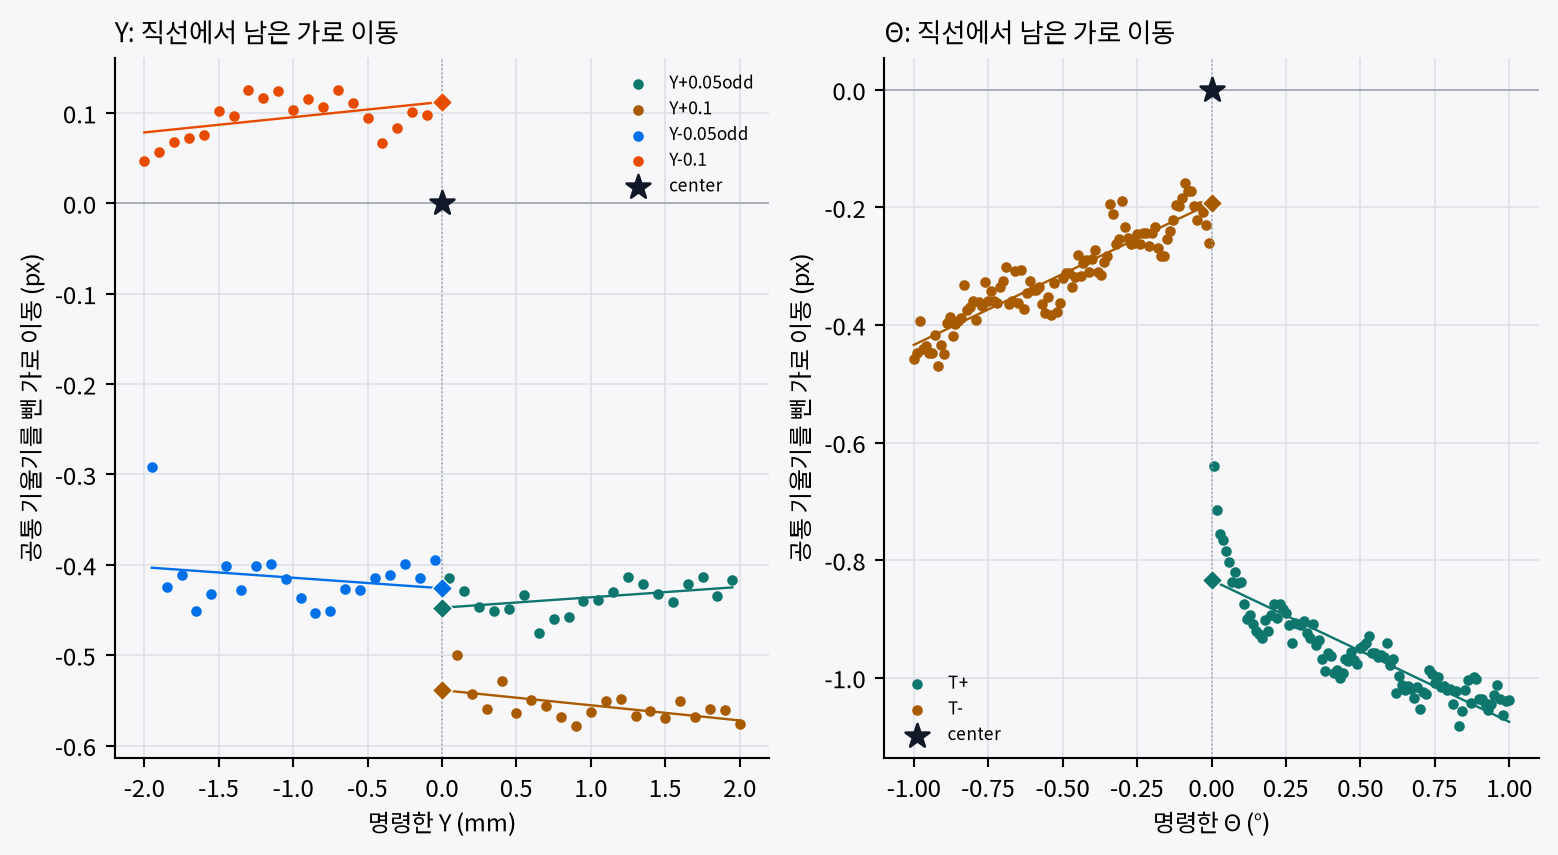 Y: 직선에서 남은 가로 이동
공통 기울기를 뺀 가로 이동 (px)
0.1
0.0
-0.1
-0.2
-0.3
-0.4
-0.5
-0.6
Y+0.05odd
Y+0.1
Y-0.05odd
Y-0.1
center
-2.0 -1.5 -1.0 -0.5 0.0 0.5 1.0 1.5 2.0
명령한 Y (mm)
Θ: 직선에서 남은 가로 이동
공통 기울기를 뺀 가로 이동 (px)
0.0
-0.2
-0.4
-0.6
-0.8
-1.0
T+
T-
center
-1.00 -0.75 -0.50 -0.25 0.00 0.25 0.50 0.75 1.00
명령한 Θ (°)